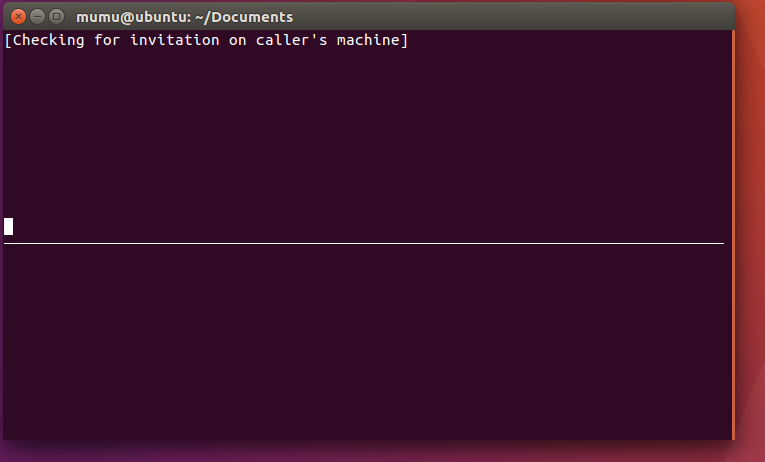 mumu@ubuntu: ~/Documents
[Checking for invitation on caller's machine]